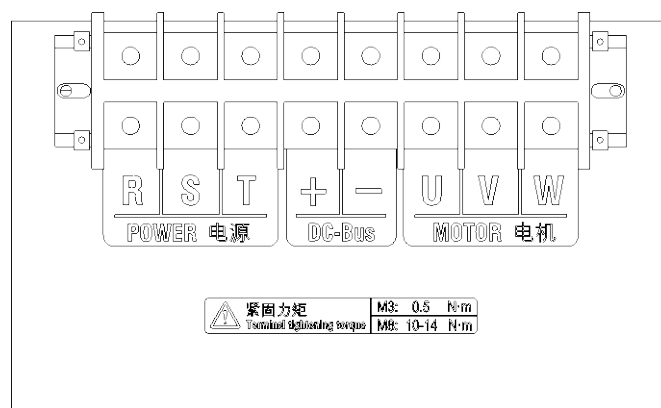 R S T + − U V W
POWER 电源 DC-Bus MOTOR 电机
紧固力矩 M3: 0.5 N·m
Terminal tightening torque M8: 10-14 N·m